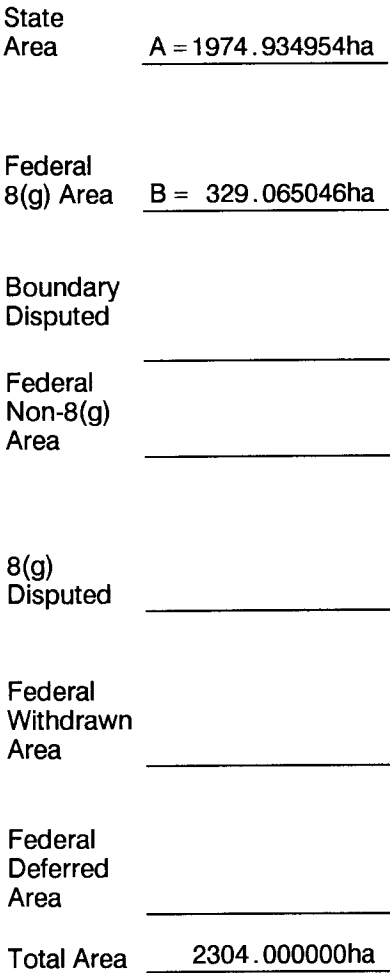 State
Area A = 1974.934954ha
Federal
8(g) Area B = 329.065046ha
Boundary
Disputed
Federal
Non-8(g)
Area
8(g)
Disputed
Federal
Withdrawn
Area
Federal
Deferred
Area
Total Area 2304.000000ha